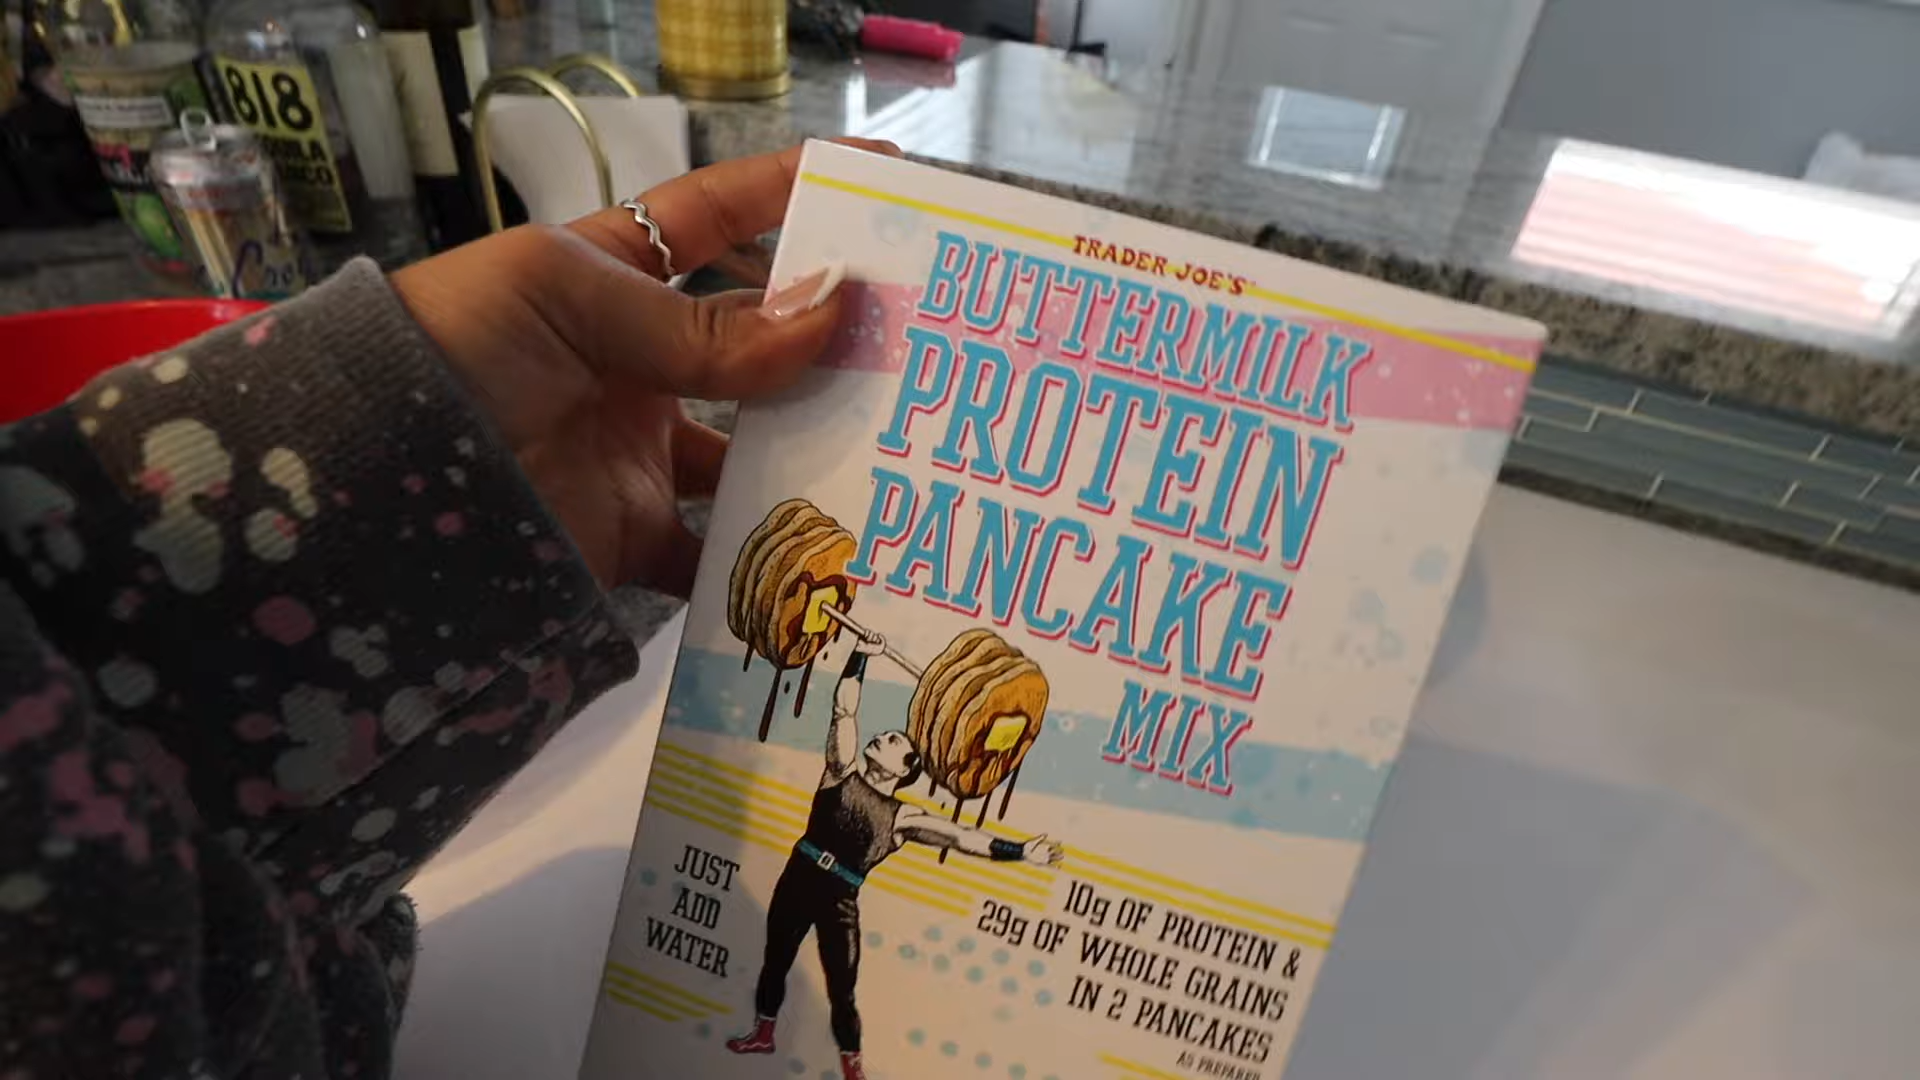 818
TRADER JOE'S
BUTTERMILK
PROTEIN
PANCAKE
MIX
JUST
ADD
WATER
10g OF PROTEIN &
29g OF WHOLE GRAINS
IN 2 PANCAKES
AS PREPARED